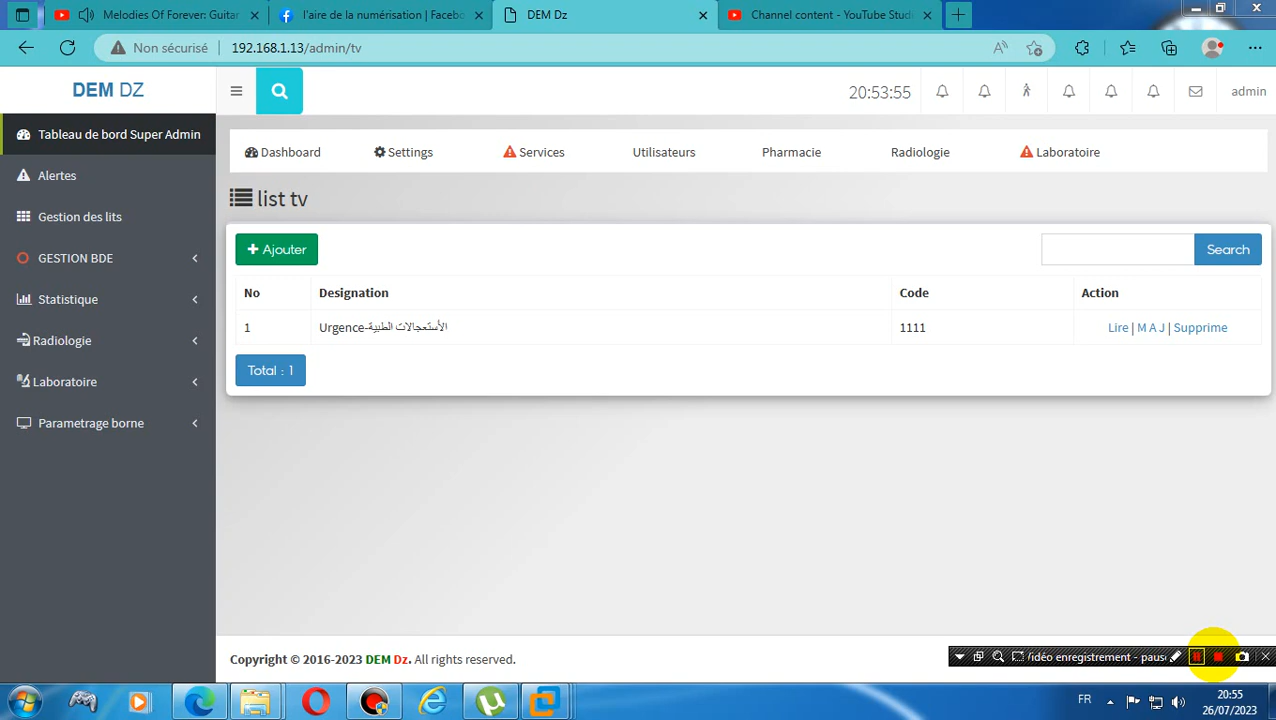 Melodies Of Forever: Guitar
l'aire de la numérisation | Facebo
DEM Dz
Channel content - YouTube Studi
Non sécurisé
192.168.1.13/admin/tv
DEM DZ
20:53:55
admin
Tableau de bord Super Admin
Alertes
Gestion des lits
GESTION BDE
Statistique
Radiologie
Laboratoire
Parametrage borne
Dashboard
Settings
Services
Utilisateurs
Pharmacie
Radiologie
Laboratoire
list tv
Ajouter
Search
No Designation Code Action
1 Urgence-الأستعجالات الطبية 1111 Lire | M A J | Supprime
Total : 1
Copyright © 2016-2023 DEM Dz. All rights reserved.
/idéo enregistrement - pause
FR
20:55
26/07/2023